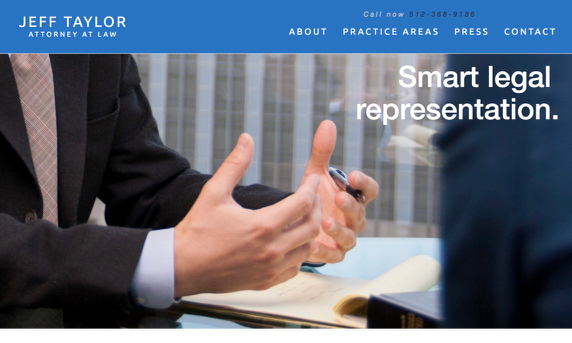 JEFF TAYLOR
ATTORNEY AT LAW
Call now 512-368-9186
ABOUT PRACTICE AREAS PRESS CONTACT
Smart legal
representation.